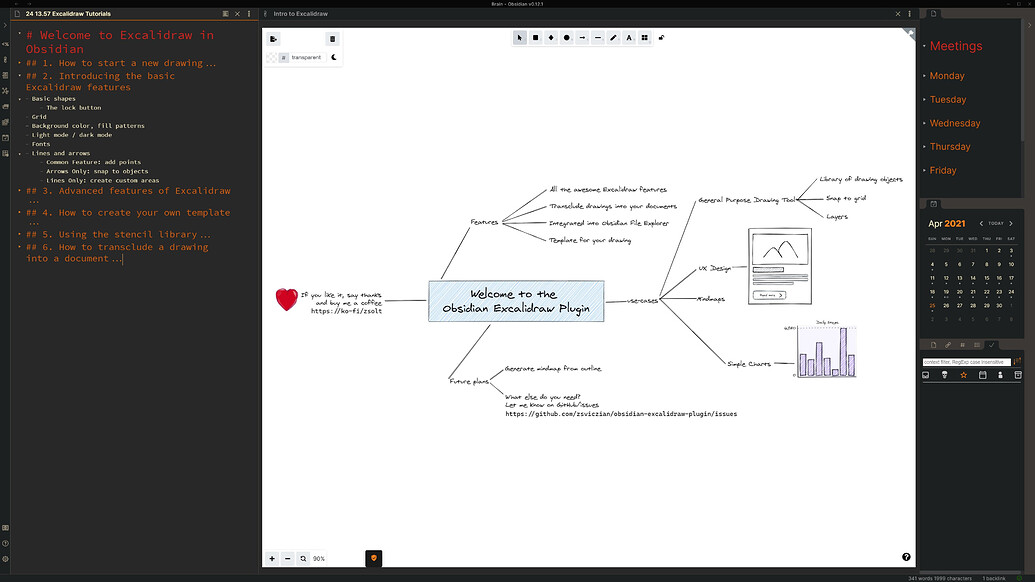 Brain - Obsidian v0.12.1
24 13.57 Excalidraw Tutorials
# Welcome to Excalidraw in
Obsidian
## 1. How to start a new drawing...
## 2. Introducing the basic
Excalidraw features
- Basic shapes
- The lock button
- Grid
- Background color, fill patterns
- Light mode / dark mode
- Fonts
- Lines and arrows
- Common Feature: add points
- Arrows Only: snap to objects
- Lines Only: create custom areas
## 3. Advanced features of Excalidraw
...
## 4. How to create your own template
...
## 5. Using the stencil library...
## 6. How to transclude a drawing
into a document...
Intro to Excalidraw
# transparent
A
Features
All the awesome Excalidraw features
Transclude drawings into your documents
Integrated into Obsidian File Explorer
Template for your drawing
If you like it, say thanks
and buy me a coffee
https://ko-fi/zsolt
Welcome to the
Obsidian Excalidraw Plugin
use-cases
General Purpose Drawing Tool
Library of drawing objects
Snap to grid
Layers
UX Design
Read more
Mindmaps
Simple Charts
0
Future plans
Generate mindmap from outline
What else do you need?
Let me know on GitHub/issues
https://github.com/zsviczian/obsidian-excalidraw-plugin/issues
90%
?
Meetings
Monday
Tuesday
Wednesday
Thursday
Friday
Apr 2021
TODAY
SUN MON TUE WED THU FRI SAT
28 29 30 31 1 2 3
4 5 6 7 8 9 10
11 12 13 14 15 16 17
18 19 20 21 22 23 24
25 26 27 28 29 30 1
2 3 4 5 6 7 8
context filter, RegExp case insensitive
341 words 1999 characters
1 backlink